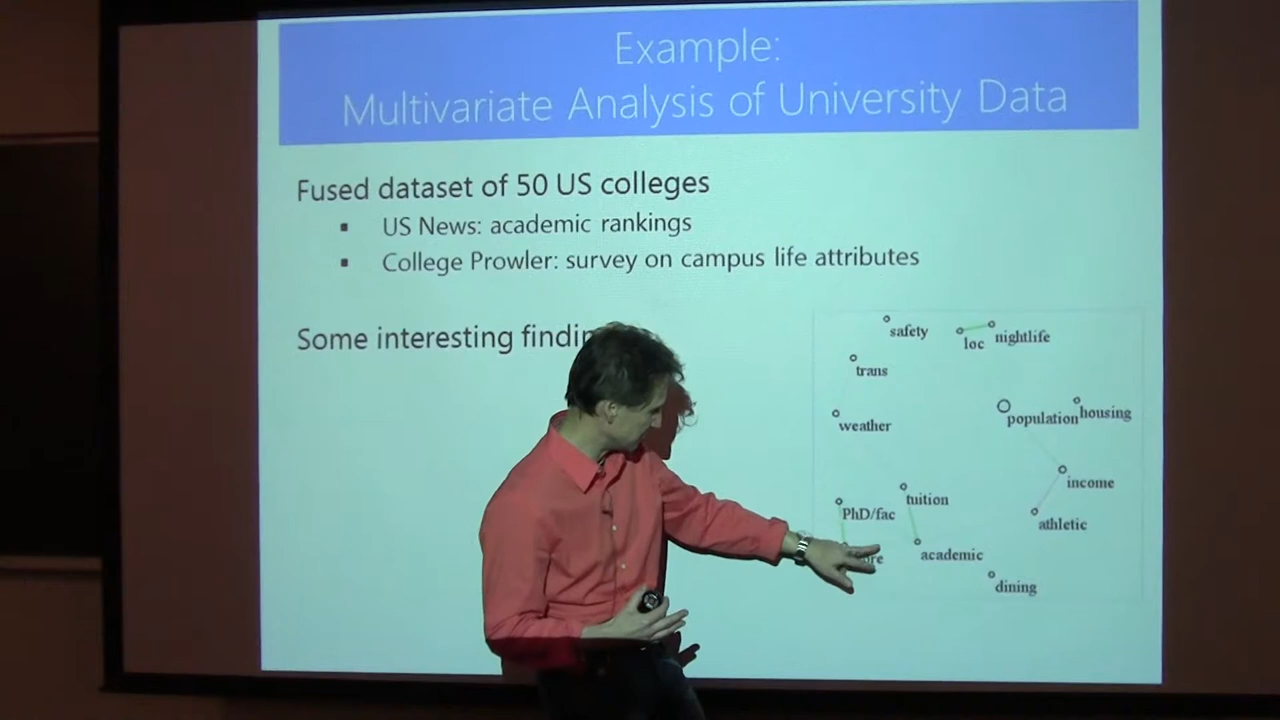 Example:
Multivariate Analysis of University Data
Fused dataset of 50 US colleges
▪ US News: academic rankings
▪ College Prowler: survey on campus life attributes
Some interesting
safety
loc
nightlife
trans
population
housing
weather
income
tuition
PhD/fac
athletic
academic
dining